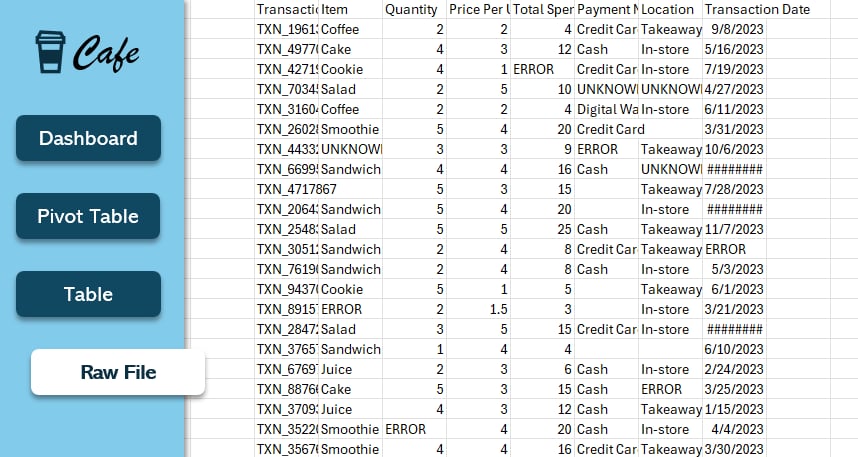 Cafe
Dashboard
Pivot Table
Table
Raw File
Transactio Item Quantity Price Per U Total Spen Payment M Location Transaction Date
TXN_1961 Coffee 2 2 4 Credit Car Takeaway 9/8/2023
TXN_4977 Cake 4 3 12 Cash In-store 5/16/2023
TXN_4271 Cookie 4 1 ERROR Credit Car In-store 7/19/2023
TXN_7034 Salad 2 5 10 UNKNOWN UNKNOWN 4/27/2023
TXN_3160 Coffee 2 2 4 Digital Wa In-store 6/11/2023
TXN_2602 Smoothie 5 4 20 Credit Card 3/31/2023
TXN_4433 UNKNOWN 3 3 9 ERROR Takeaway 10/6/2023
TXN_6699 Sandwich 4 4 16 Cash UNKNOWN ########
TXN_4717867 5 3 15 Takeaway 7/28/2023
TXN_2064 Sandwich 5 4 20 In-store ########
TXN_2548 Salad 5 5 25 Cash Takeaway 11/7/2023
TXN_3051 Sandwich 2 4 8 Credit Car Takeaway ERROR
TXN_7619 Sandwich 2 4 8 Cash In-store 5/3/2023
TXN_9437 Cookie 5 1 5 Takeaway 6/1/2023
TXN_8915 ERROR 2 1.5 3 In-store 3/21/2023
TXN_2847 Salad 3 5 15 Credit Car In-store ########
TXN_3765 Sandwich 1 4 4 6/10/2023
TXN_6769 Juice 2 3 6 Cash In-store 2/24/2023
TXN_8876 Cake 5 3 15 Cash ERROR 3/25/2023
TXN_3709 Juice 4 3 12 Cash Takeaway 1/15/2023
TXN_3522 Smoothie ERROR 4 20 Cash In-store 4/4/2023
TXN_3567 Smoothie 4 4 16 Credit Car Takeaway 3/30/2023